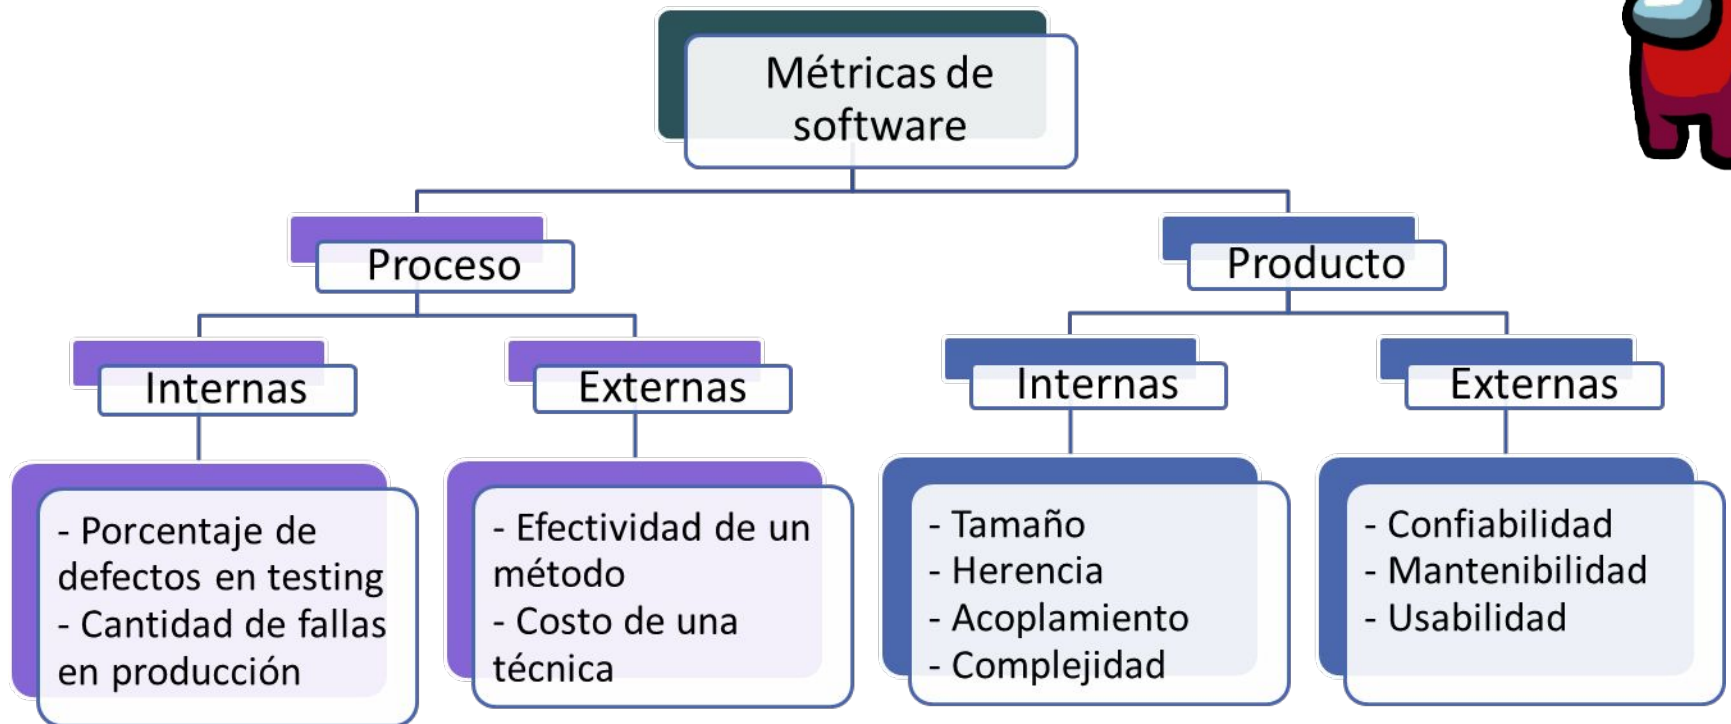 Métricas de
software
Proceso
Producto
Internas
Externas
Internas
Externas
- Porcentaje de
defectos en testing
- Cantidad de fallas
en producción
- Efectividad de un
método
- Costo de una
técnica
- Tamaño
- Herencia
- Acoplamiento
- Complejidad
- Confiabilidad
- Mantenibilidad
- Usabilidad